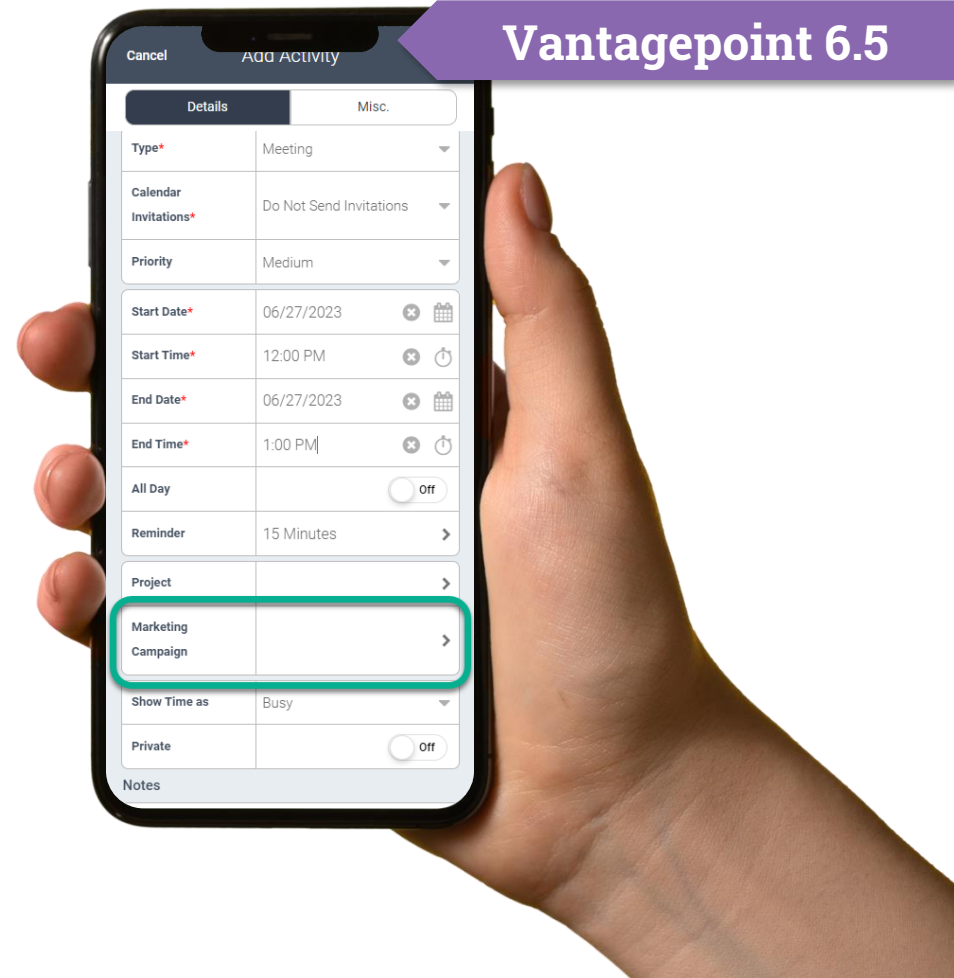 Vantagepoint 6.5
Cancel Add Activity
Details Misc.
Type* Meeting
Calendar
Invitations* Do Not Send Invitations
Priority Medium
Start Date* 06/27/2023
Start Time* 12:00 PM
End Date* 06/27/2023
End Time* 1:00 PM
All Day Off
Reminder 15 Minutes
Project
Marketing
Campaign
Show Time as Busy
Private Off
Notes